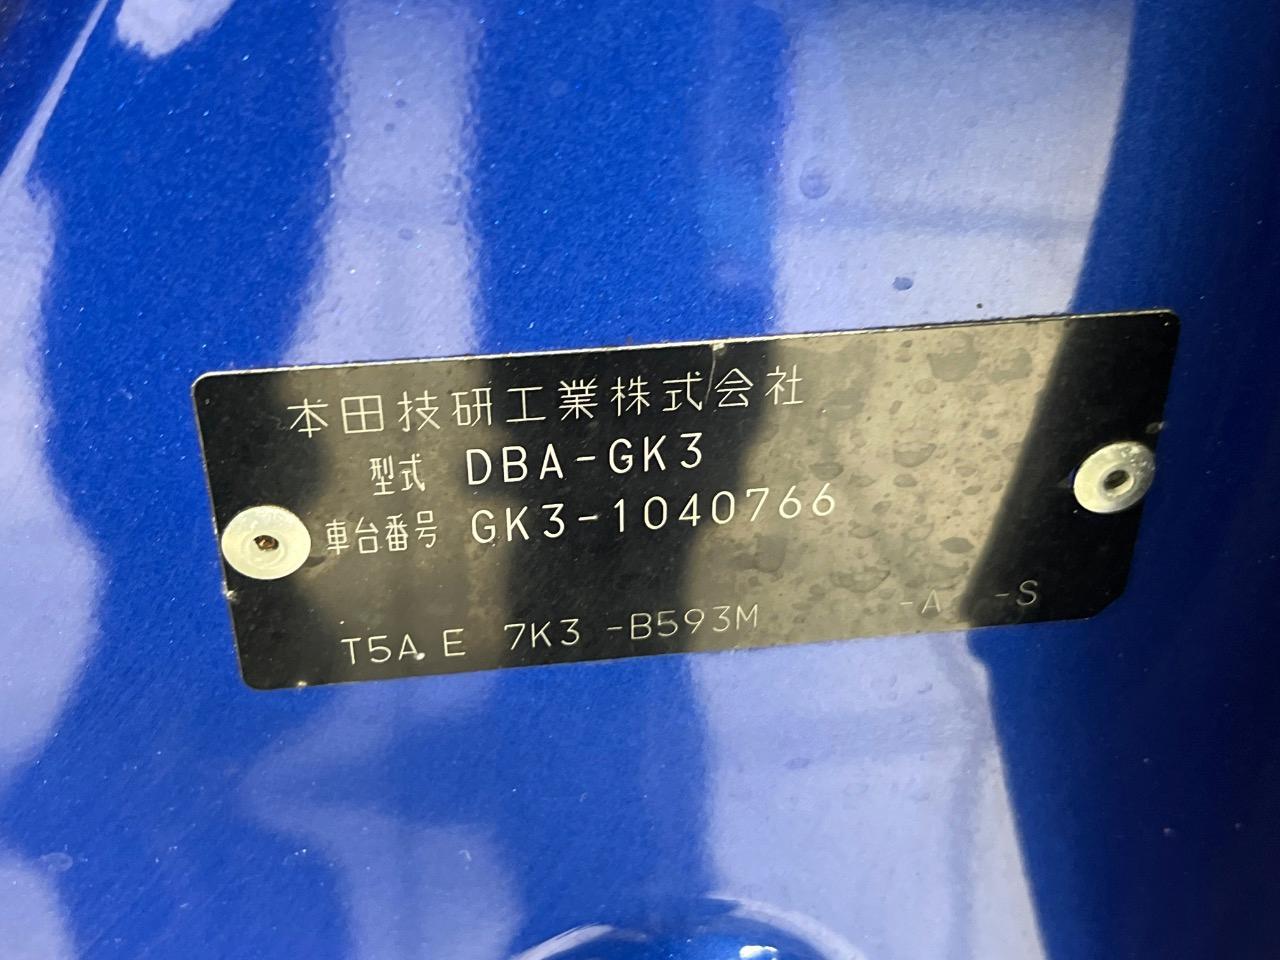 本田技研工業株式会社
型式 DBA-GK3
車台番号 GK3-1040766
T5A E 7K3 -B593M -A -S